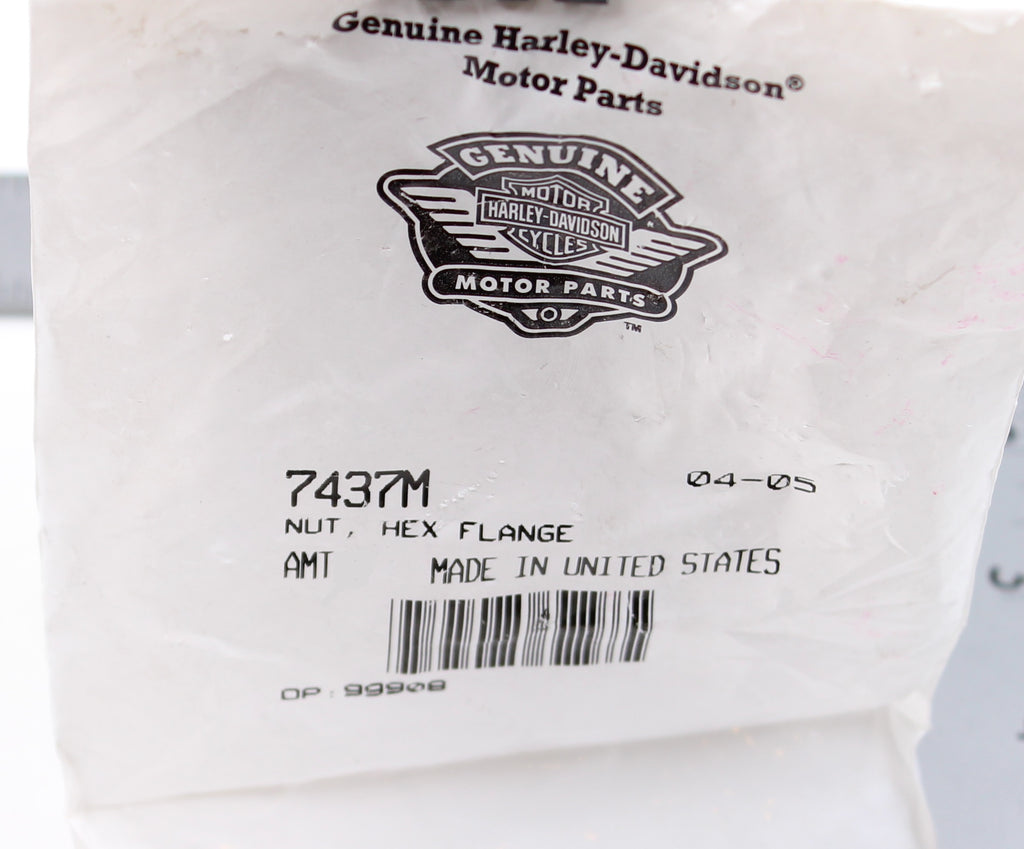 Genuine Harley-Davidson®
Motor Parts
GENUINE
MOTOR
HARLEY-DAVIDSON
CYCLES
MOTOR PARTS
TM
7437M 04-05
NUT, HEX FLANGE
AMT MADE IN UNITED STATES
OP: 99908